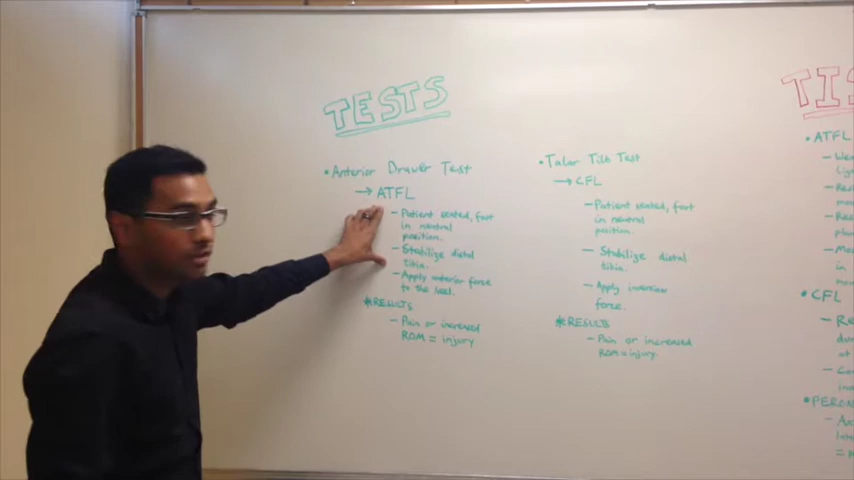 TESTS
• Anterior Drawer Test
→ ATFL
– Patient seated, foot
in neutral
position.
– Stabilize distal
tibia.
– Apply anterior force
to the heel.
*RESULTS
– Pain or increased
ROM = injury
• Talar Tilt Test
→ CFL
– Patient seated, foot
in neutral
position.
– Stabilize distal
tibia.
– Apply inversion
force.
*RESULTS
– Pain or increased
ROM = injury.
TIS
• ATFL
• CFL
• PERON